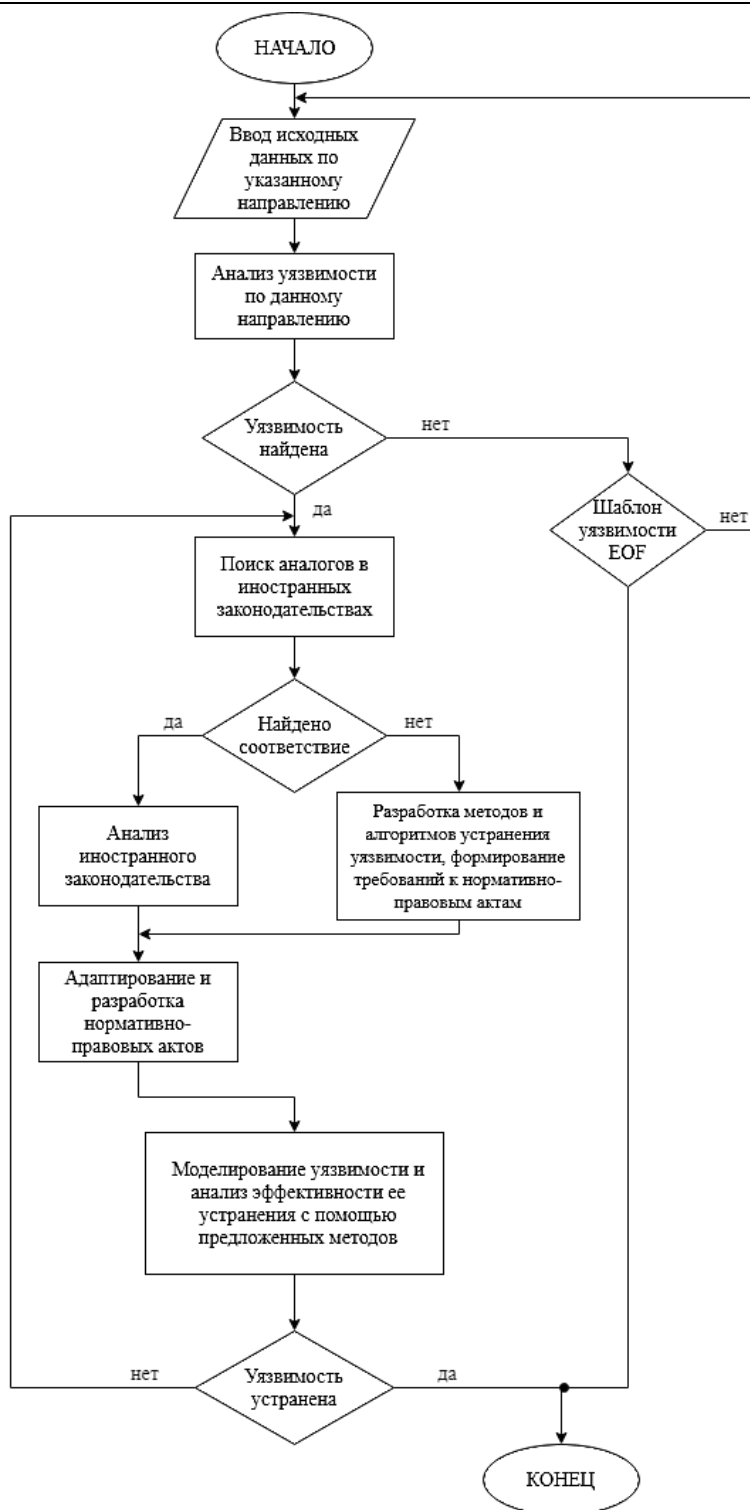 НАЧАЛО
Ввод исходных
данных по
указанному
направлению
Анализ уязвимости
по данному
направлению
Уязвимость
найдена
нет
да
Шаблон
уязвимости
EOF
нет
Поиск аналогов в
иностранных
законодательствах
Найдено
соответствие
да
нет
Анализ
иностранного
законодательства
Разработка методов и
алгоритмов устранения
уязвимости, формирование
требований к нормативно-
правовым актам
Адаптирование и
разработка
нормативно-
правовых актов
Моделирование уязвимости и
анализ эффективности ее
устранения с помощью
предложенных методов
Уязвимость
устранена
нет
да
КОНЕЦ